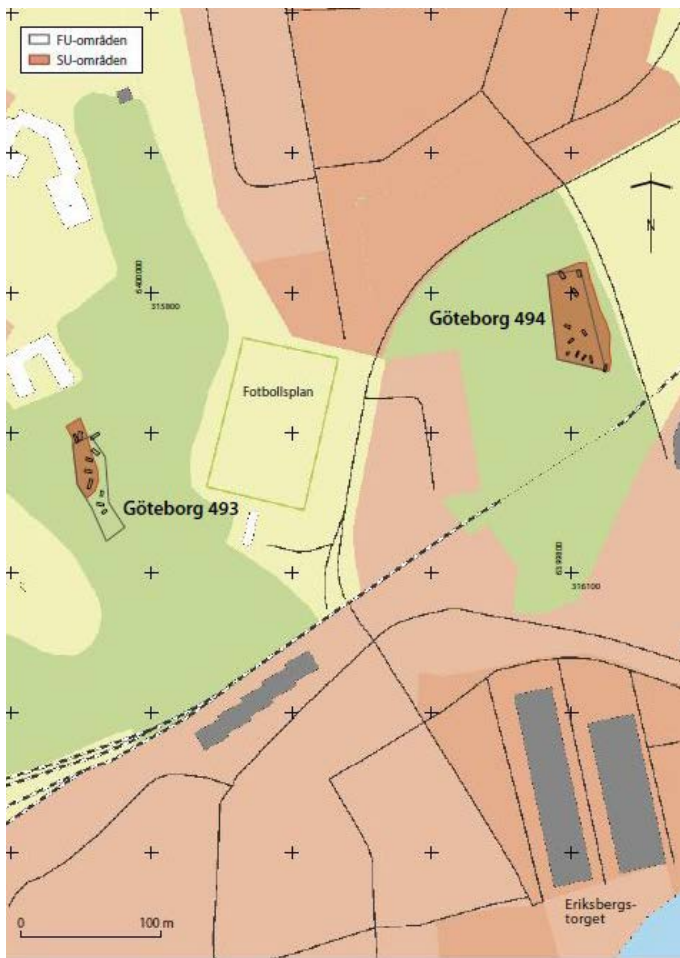 FU-områden
SU-områden
N
6400000
315800
Göteborg 494
Fotbollsplan
Göteborg 493
6399800
316100
0
100 m
Eriksbergs-
torget